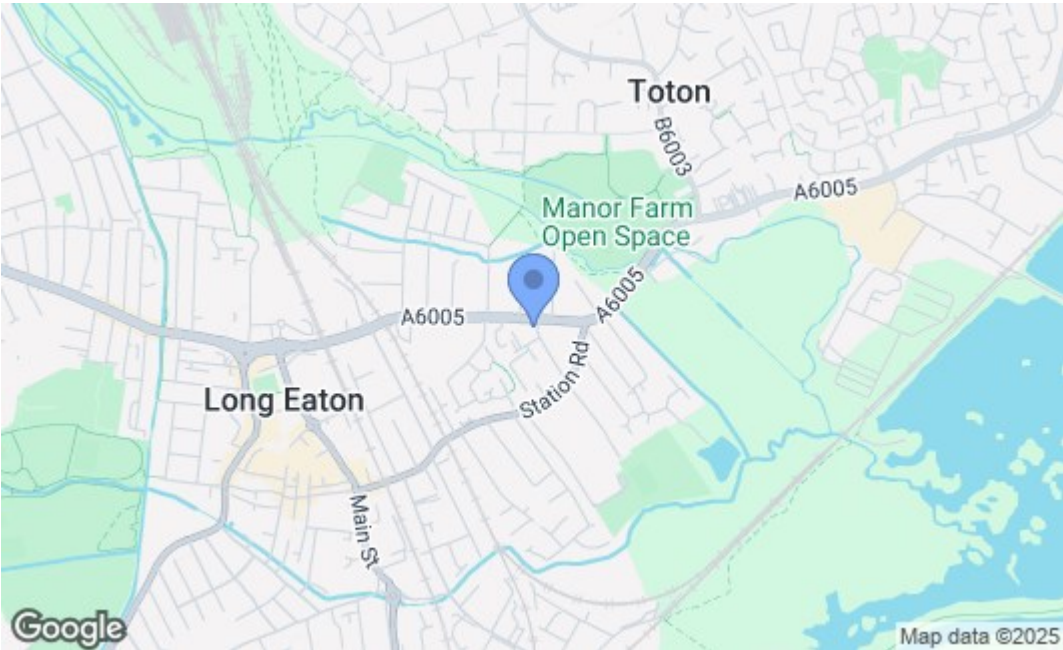 Toton
B6003
A6005
Manor Farm
Open Space
A6005
A6005
Station Rd
Long Eaton
Main St
Google
Map data ©2025